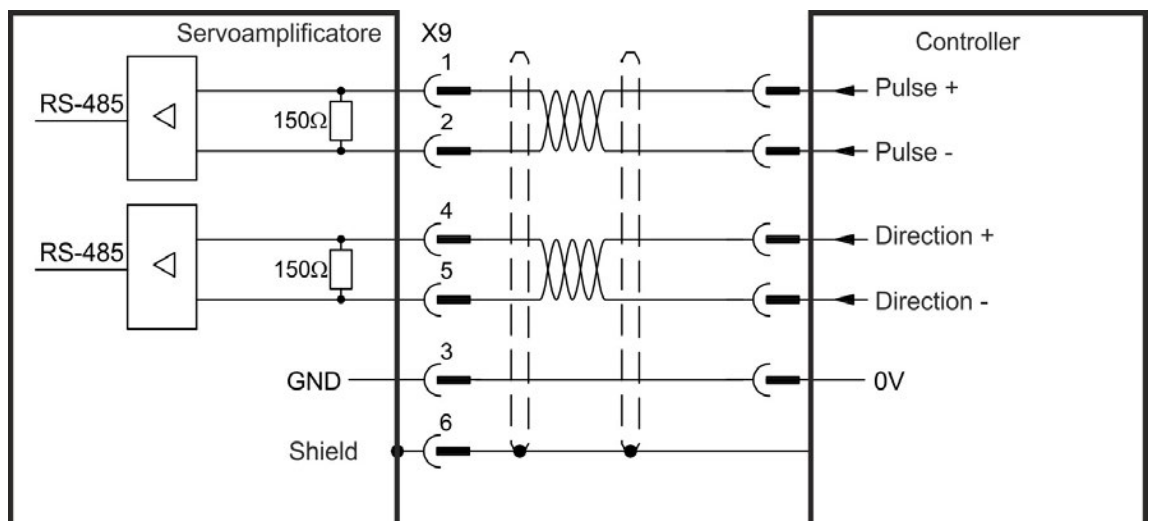 Servoamplificatore
X9
Controller
1
Pulse +
RS-485
150Ω
2
Pulse -
4
Direction +
RS-485
150Ω
5
Direction -
3
GND
0V
6
Shield